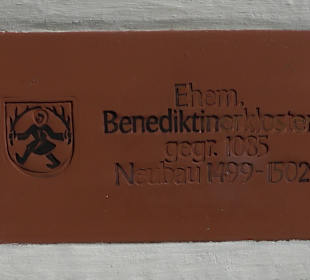 Ehem.
Benediktinerkloster
gegr. 1085
Neubau 1499-1502